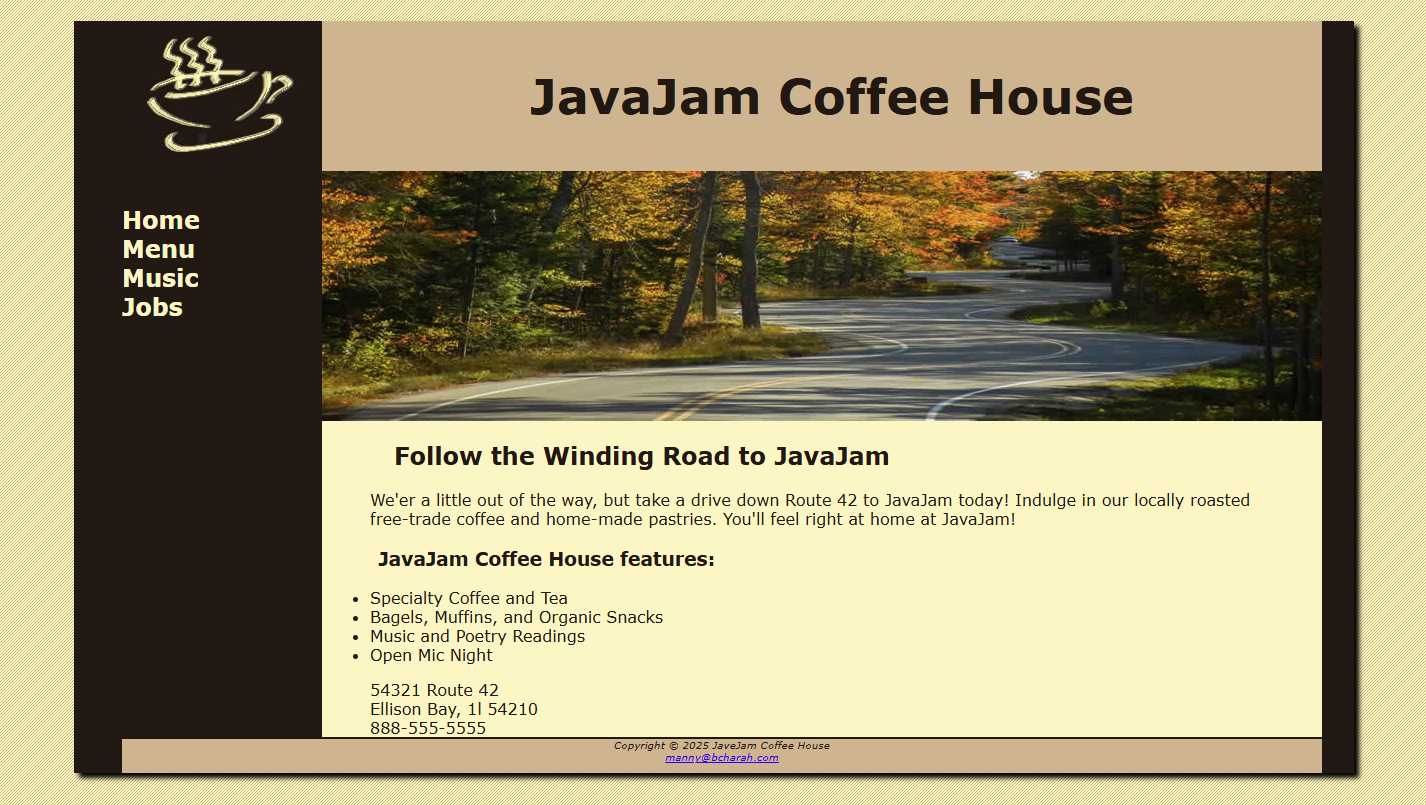 JavaJam Coffee House
Home
Menu
Music
Jobs
Follow the Winding Road to JavaJam
We'er a little out of the way, but take a drive down Route 42 to JavaJam today! Indulge in our locally roasted
free-trade coffee and home-made pastries. You'll feel right at home at JavaJam!
JavaJam Coffee House features:
• Specialty Coffee and Tea
• Bagels, Muffins, and Organic Snacks
• Music and Poetry Readings
• Open Mic Night
54321 Route 42
Ellison Bay, 1l 54210
888-555-5555
Copyright © 2025 JaveJam Coffee House
manny@bcharah.com